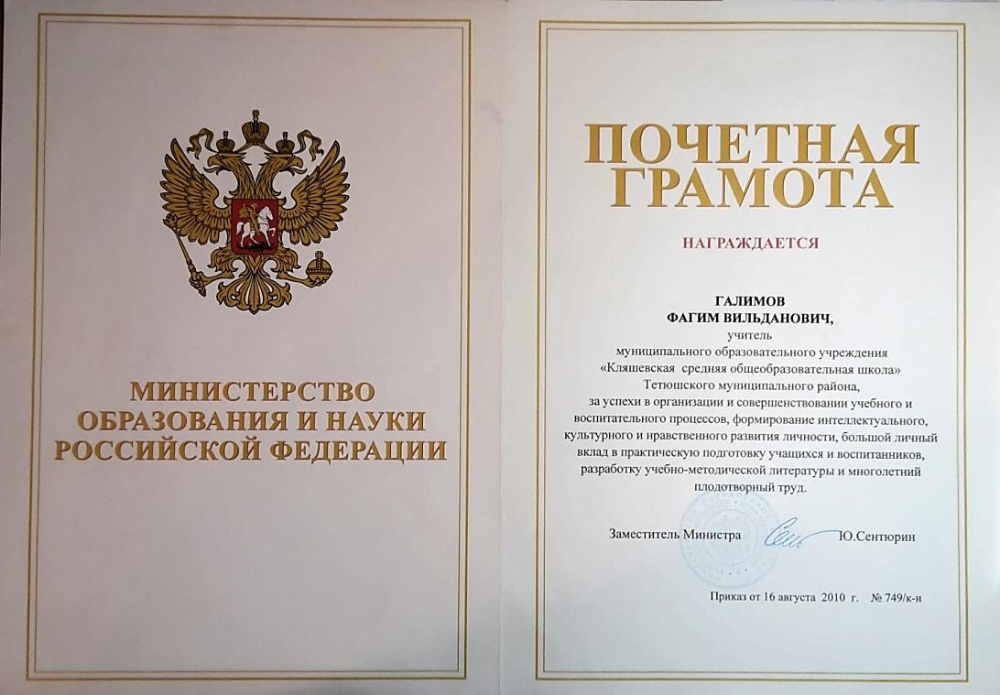 МИНИСТЕРСТВО
ОБРАЗОВАНИЯ И НАУКИ
РОССИЙСКОЙ ФЕДЕРАЦИИ
ПОЧЕТНАЯ
ГРАМОТА
НАГРАЖДАЕТСЯ
ГАЛИМОВ
ФАГИМ ВИЛЬДАНОВИЧ,
учитель
муниципального образовательного учреждения
«Кляшевская средняя общеобразовательная школа»
Тетюшского муниципального района,
за успехи в организации и совершенствовании учебного и
воспитательного процессов, формирование интеллектуального,
культурного и нравственного развития личности, большой личный
вклад в практическую подготовку учащихся и воспитанников,
разработку учебно-методической литературы и многолетний
плодотворный труд.
Заместитель Министра Ю.Сентюрин
Приказ от 16 августа 2010 г. № 749/к-н